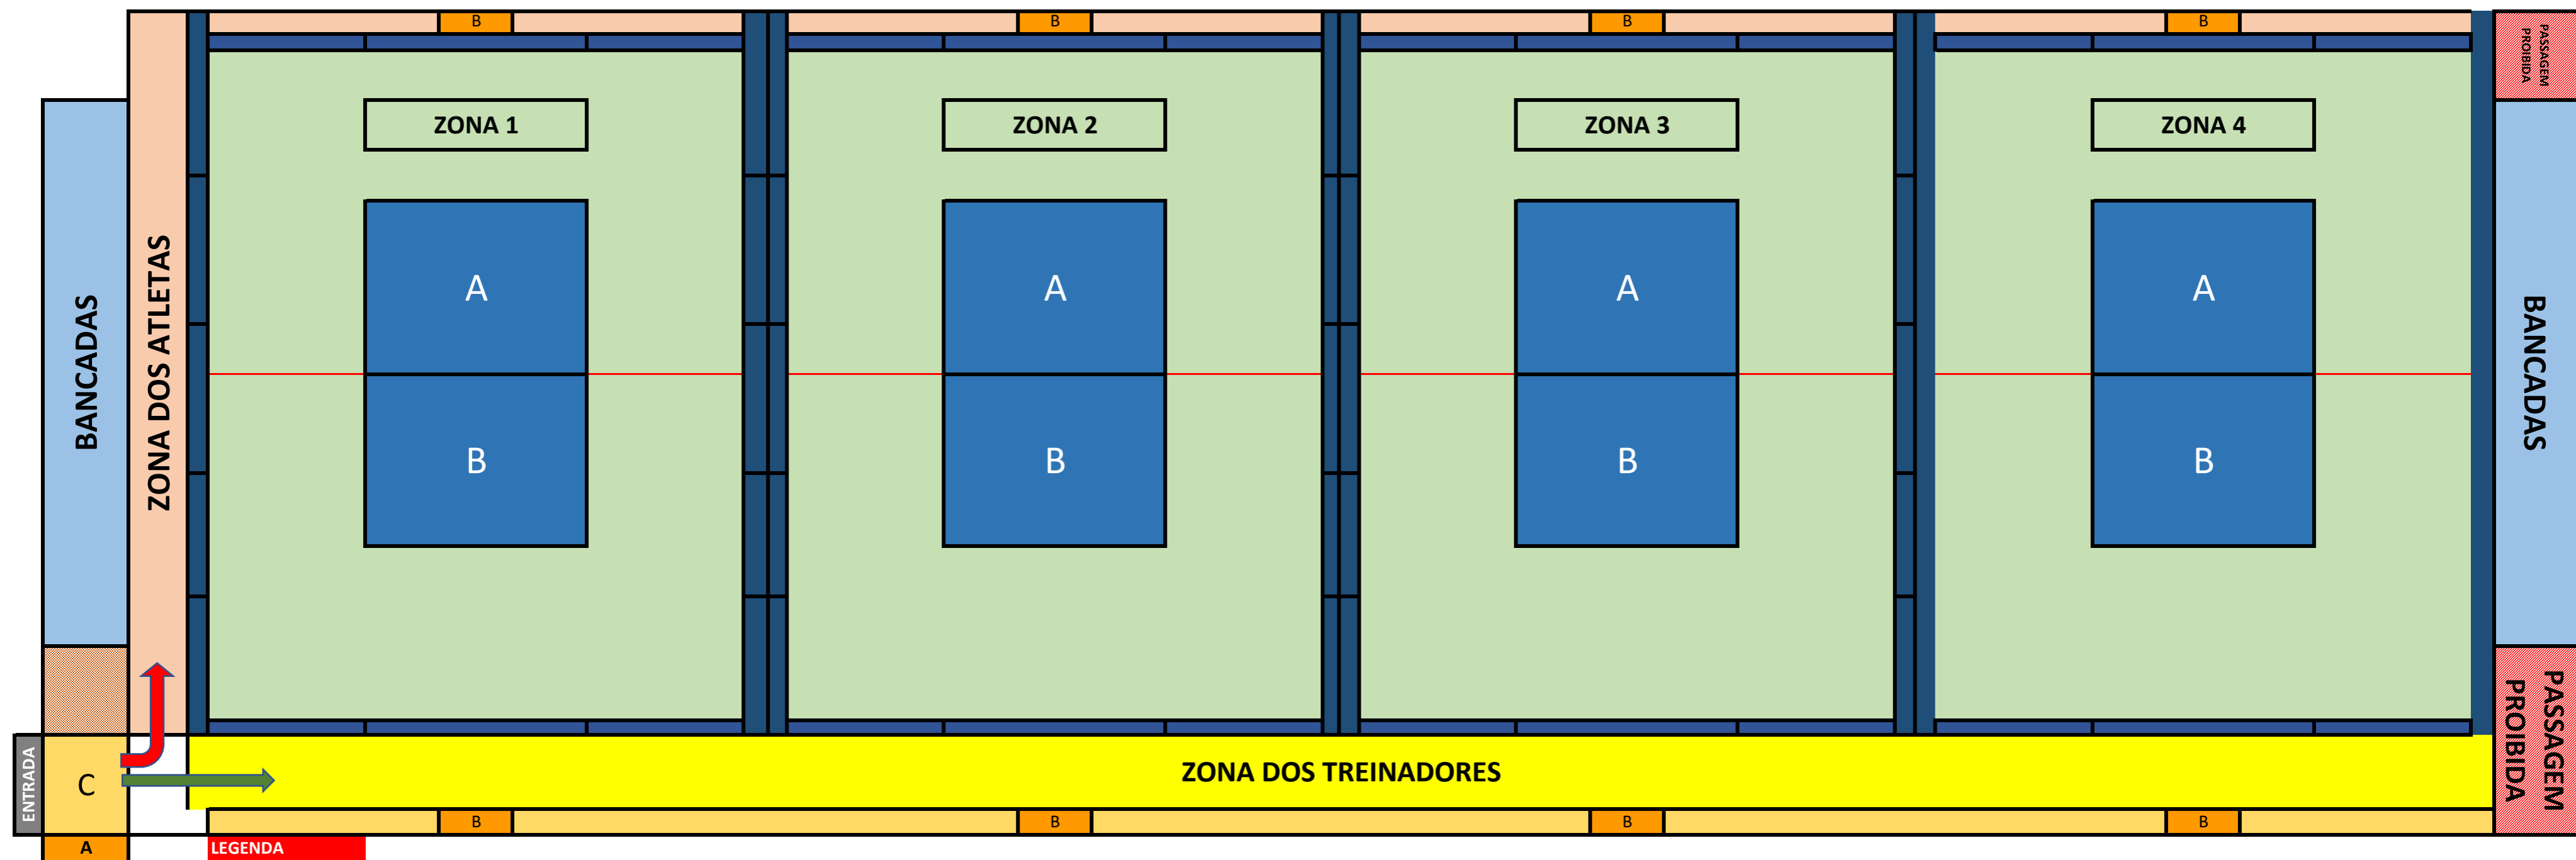 B
B
B
B
PASSAGEM
PROIBIDA
ZONA 1
ZONA 2
ZONA 3
ZONA 4
BANCADAS
ZONA DOS ATLETAS
A
A
A
A
BANCADAS
B
B
B
B
ENTRADA
C
ZONA DOS TREINADORES
PASSAGEM
PROIBIDA
B
B
B
B
A
LEGENDA